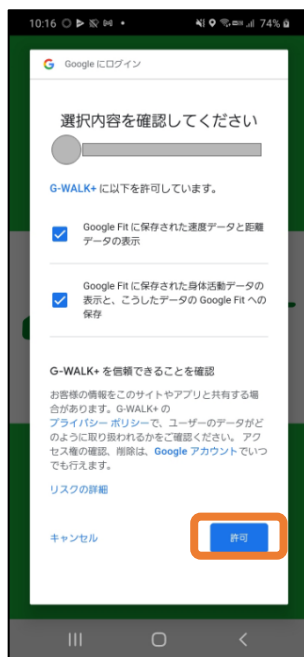 10:16
74%
Google にログイン
選択内容を確認してください
G-WALK+ に以下を許可しています。
Google Fit に保存された速度データと距離
データの表示
Google Fit に保存された身体活動データの
表示と、こうしたデータの Google Fit への
保存
G-WALK+ を信頼できることを確認
お客様の情報をこのサイトやアプリと共有する場
合があります。G-WALK+ の
プライバシー ポリシーで、ユーザーのデータがど
のように取り扱われるかをご確認ください。 アク
セス権の確認、削除は、Google アカウントでいつ
でも行えます。
リスクの詳細
キャンセル
許可